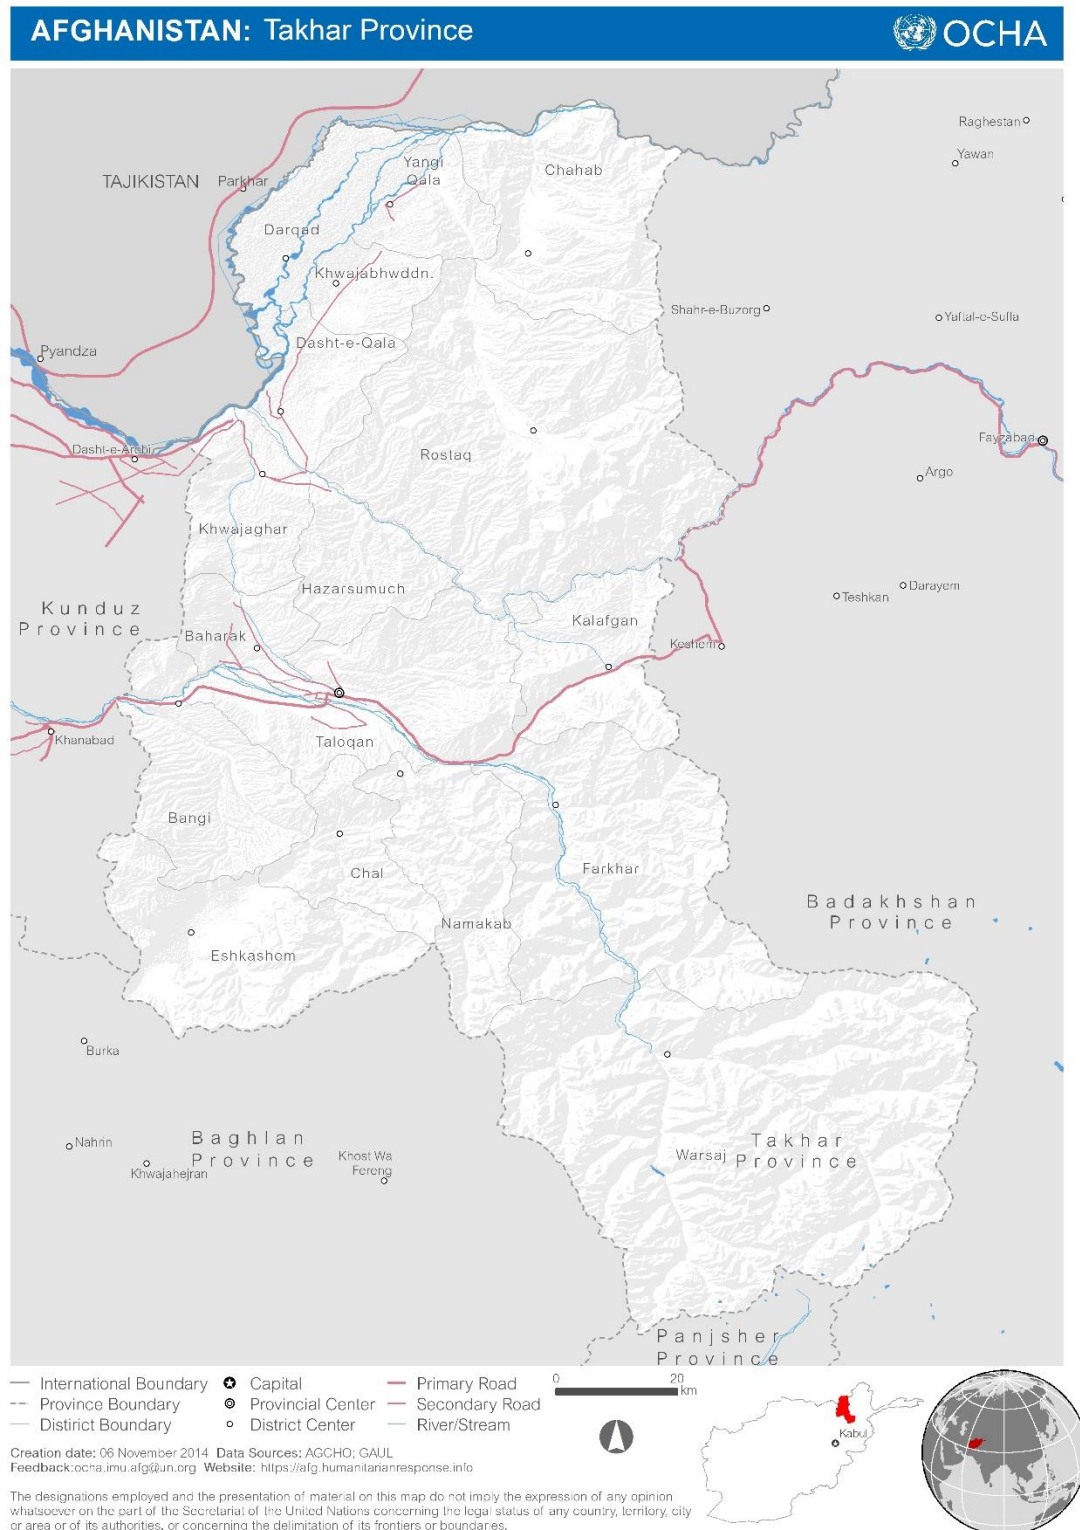 AFGHANISTAN: Takhar Province
OCHA
Raghestan
Yawan
Yangi
Qala
Chahab
TAJIKISTAN
Parkhar
Darqad
Khwajabhwddn.
Shahr-e-Buzorg
Yaftal-e-Sufla
Dasht-e-Qala
Pyandza
Fayzabad
Dasht-e-Archi
Rostaq
Argo
Khwajaghar
Hazarsumuch
Darayem
Teshkan
Kunduz
Province
Kalafgan
Baharak
Keshem
Khanabad
Taloqan
Bangi
Chal
Farkhar
Badakhshan
Province
Namakab
Eshkashem
Burka
Baghlan
Province
Nahrin
Khwajahejran
Khost Wa
Fereng
Takhar
Province
Warsaj
Panjsher
Province
International Boundary
Capital
Primary Road
Province Boundary
Provincial Center
Secondary Road
Distirict Boundary
District Center
River/Stream
0 20
km
Kabul
Creation date: 06 November 2014 Data Sources: AGCHO; GAUL
Feedback:ocha.imu.afg@un.org Website: https://afg.humanitarianresponse.info
The designations employed and the presentation of material on this map do not imply the expression of any opinion
whatsoever on the part of the Secretariat of the United Nations concerning the legal status of any country, territory, city
or area or of its authorities, or concerning the delimitation of its frontiers or boundaries.